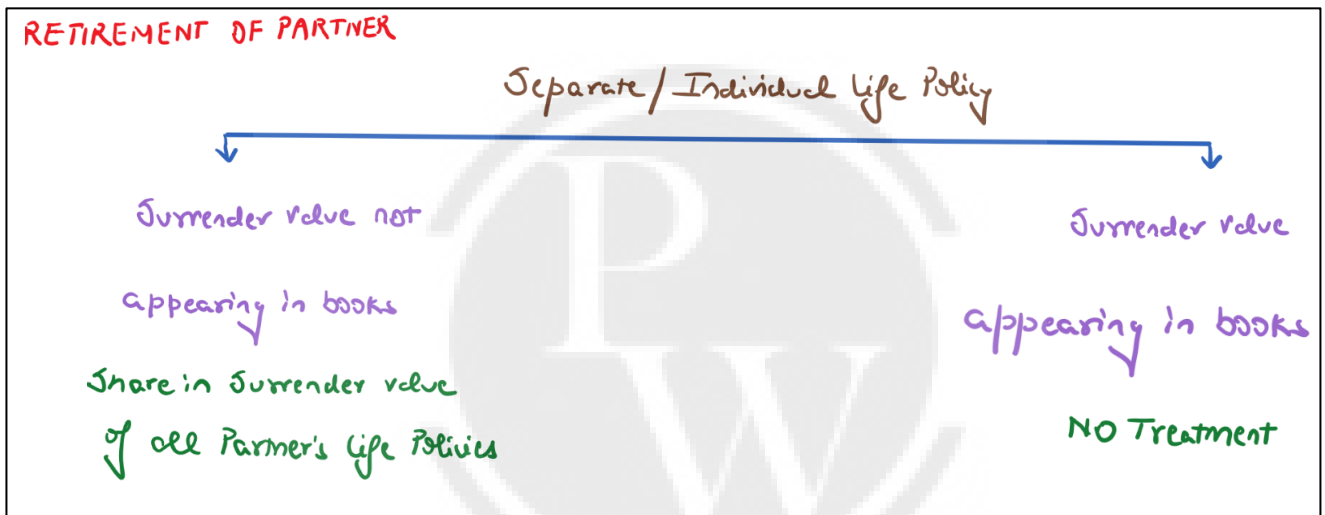 RETIREMENT OF PARTNER
Separate / Individual Life Policy
Surrender value not
appearing in books
Share in Surrender value
of all Partner's Life Policies
Surrender value
appearing in books
NO Treatment
PW